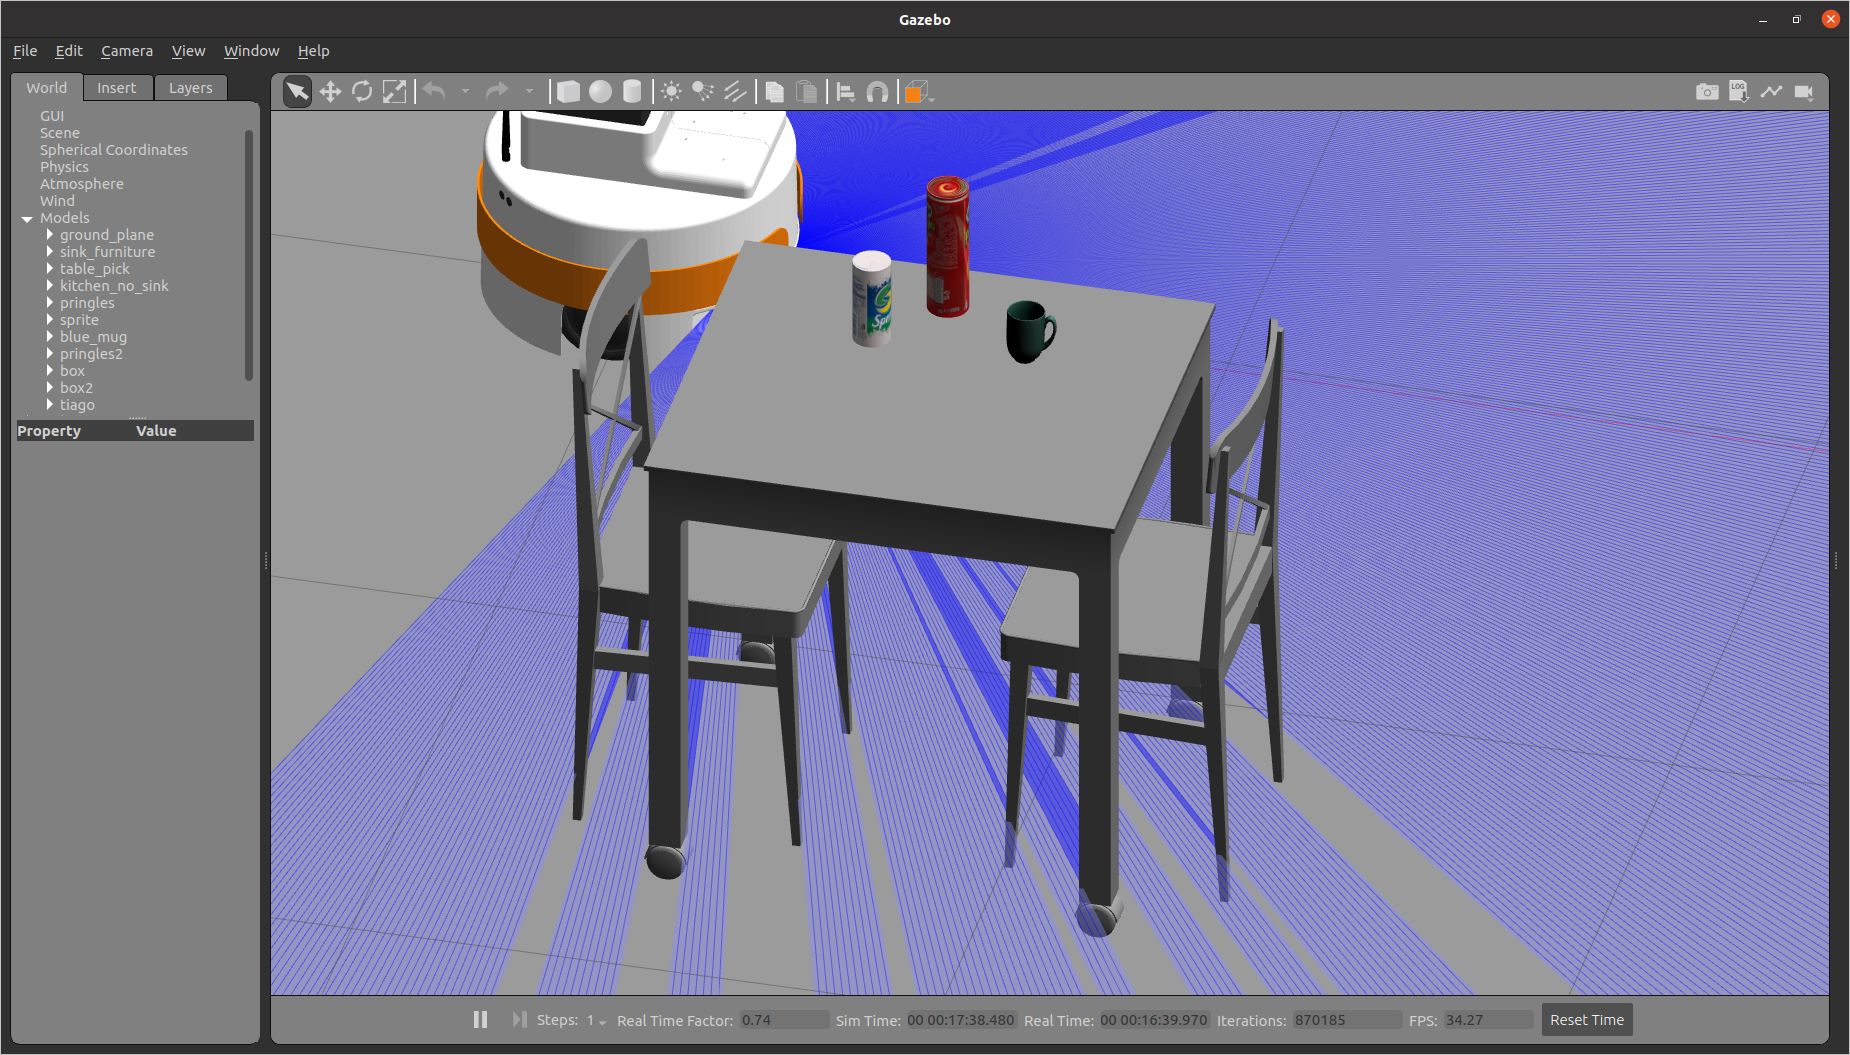 Gazebo
File Edit Camera View Window Help
World Insert Layers
GUI
Scene
Spherical Coordinates
Physics
Atmosphere
Wind
Models
ground_plane
sink_furniture
table_pick
kitchen_no_sink
pringles
sprite
blue_mug
pringles2
box
box2
tiago
Property Value
LOG
Spr
Steps: 1 Real Time Factor: 0.74 Sim Time: 00 00:17:38.480 Real Time: 00 00:16:39.970 Iterations: 870185 FPS: 34.27 Reset Time